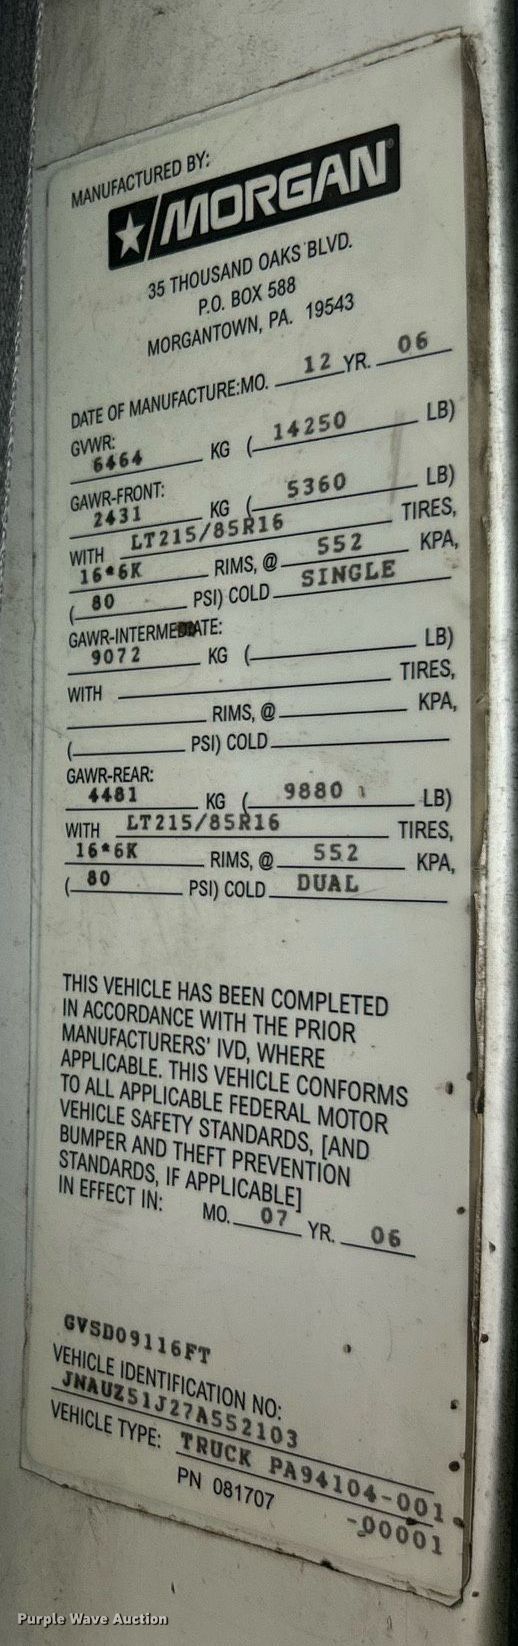 MANUFACTURED BY:
MORGAN
35 THOUSAND OAKS BLVD.
P.O. BOX 588
MORGANTOWN, PA. 19543
DATE OF MANUFACTURE:MO. 12 YR. 06
GVWR:
6464 KG (14250 LB)
GAWR-FRONT:
2431 KG (5360 LB)
WITH LT215/85R16 TIRES,
16*6K RIMS, @ 552 KPA,
(80 PSI) COLD SINGLE
GAWR-INTERMEDIATE:
9072 KG ( LB)
WITH TIRES,
RIMS, @ KPA,
( PSI) COLD
GAWR-REAR:
4481 KG (9880 LB)
WITH LT215/85R16 TIRES,
16*6K RIMS, @ 552 KPA,
(80 PSI) COLD DUAL
THIS VEHICLE HAS BEEN COMPLETED
IN ACCORDANCE WITH THE PRIOR
MANUFACTURERS' IVD, WHERE
APPLICABLE. THIS VEHICLE CONFORMS
TO ALL APPLICABLE FEDERAL MOTOR
VEHICLE SAFETY STANDARDS, [AND
BUMPER AND THEFT PREVENTION
STANDARDS, IF APPLICABLE]
IN EFFECT IN: MO. 07 YR. 06
GVSD09116FT
VEHICLE IDENTIFICATION NO:
JNAUZ51J27A552103
VEHICLE TYPE: TRUCK PA94104-001
-00001
PN 081707
Purple Wave Auction